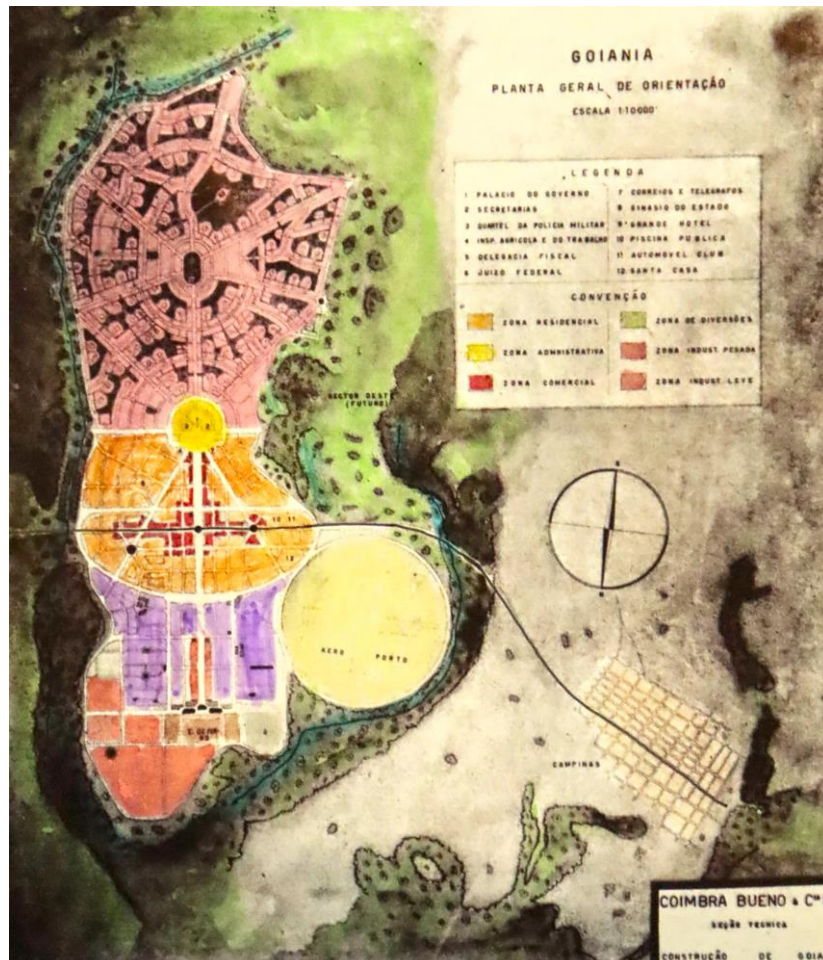 GOIANIA
PLANTA GERAL DE ORIENTAÇÃO
ESCALA 1:10000
LEGENDA
1 PALACIO DO GOVERNO
2 SECRETARIAS
3 QUARTEL DA POLICIA MILITAR
4 INSP. AGRICOLA E DO TRABALHO
5 DELEGACIA FISCAL
6 JUIZO FEDERAL
7 CORREIOS E TELEGRAFOS
8 GINASIO DO ESTADO
9 GRANDE HOTEL
10 PISCINA PUBLICA
11 AUTOMOVEL CLUB
12 SANTA CASA
CONVENÇÃO
ZONA RESIDENCIAL
ZONA ADMNISTRATIVA
ZONA COMERCIAL
ZONA DE DIVERSÕES
ZONA INDUST. PESADA
ZONA INDUST. LEVE
SECTOR OESTE
(FUTURO)
10 11
12
AERO PORTO
CAMPINAS
COIMBRA BUENO & Cia
SEÇÃO TECNICA
CONSTRUÇÃO DE GOIA